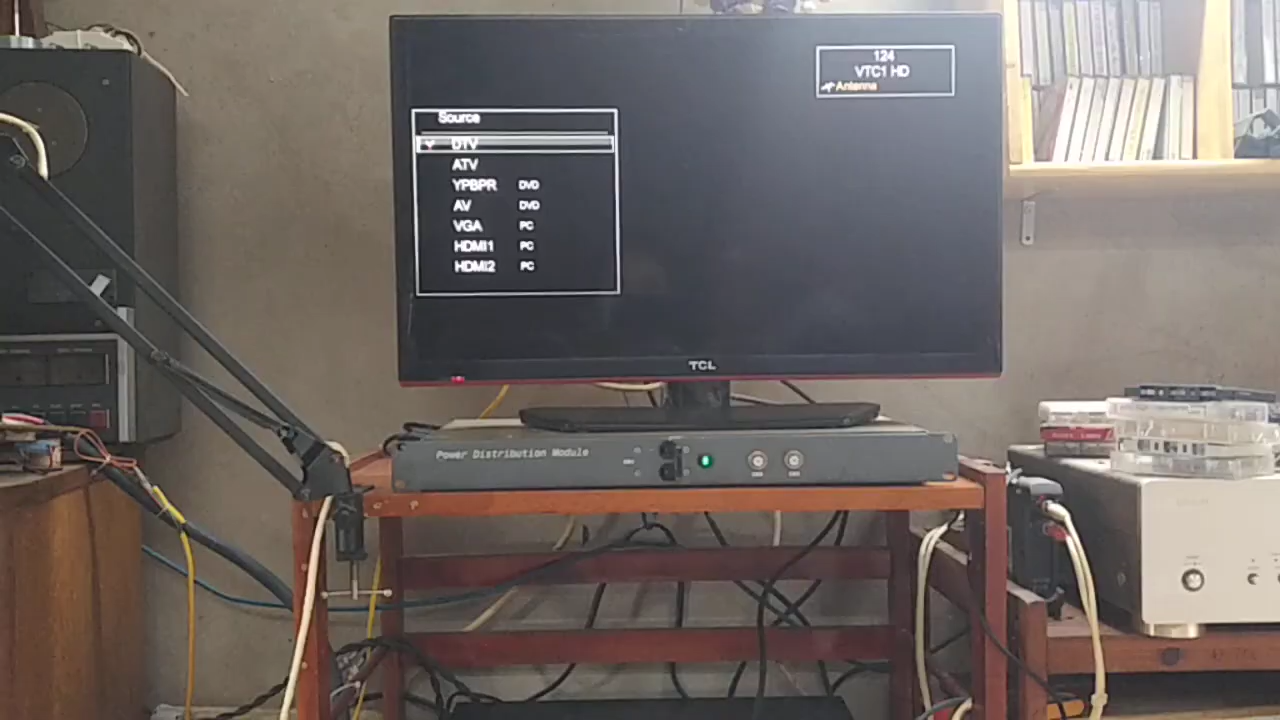 124
VTC1 HD
Antenna
Source
DTV
ATV
YPBPR DVD
AV DVD
VGA PC
HDMI1 PC
HDMI2 PC
TCL
Power Distribution Module